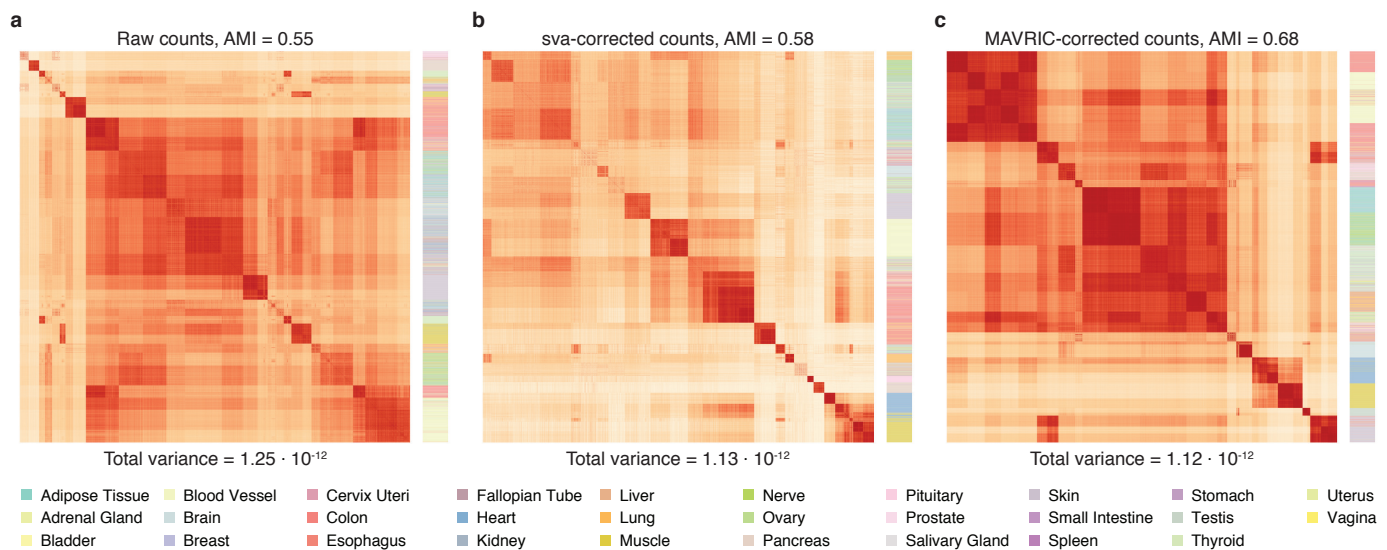 a
Raw counts, AMI = 0.55
b
sva-corrected counts, AMI = 0.58
c
MAVRIC-corrected counts, AMI = 0.68
Total variance = 1.25 · 10⁻¹²
Total variance = 1.13 · 10⁻¹²
Total variance = 1.12 · 10⁻¹²
Adipose Tissue Blood Vessel Cervix Uteri Fallopian Tube Liver Nerve Pituitary Skin Stomach Uterus
Adrenal Gland Brain Colon Heart Lung Ovary Prostate Small Intestine Testis Vagina
Bladder Breast Esophagus Kidney Muscle Pancreas Salivary Gland Spleen Thyroid